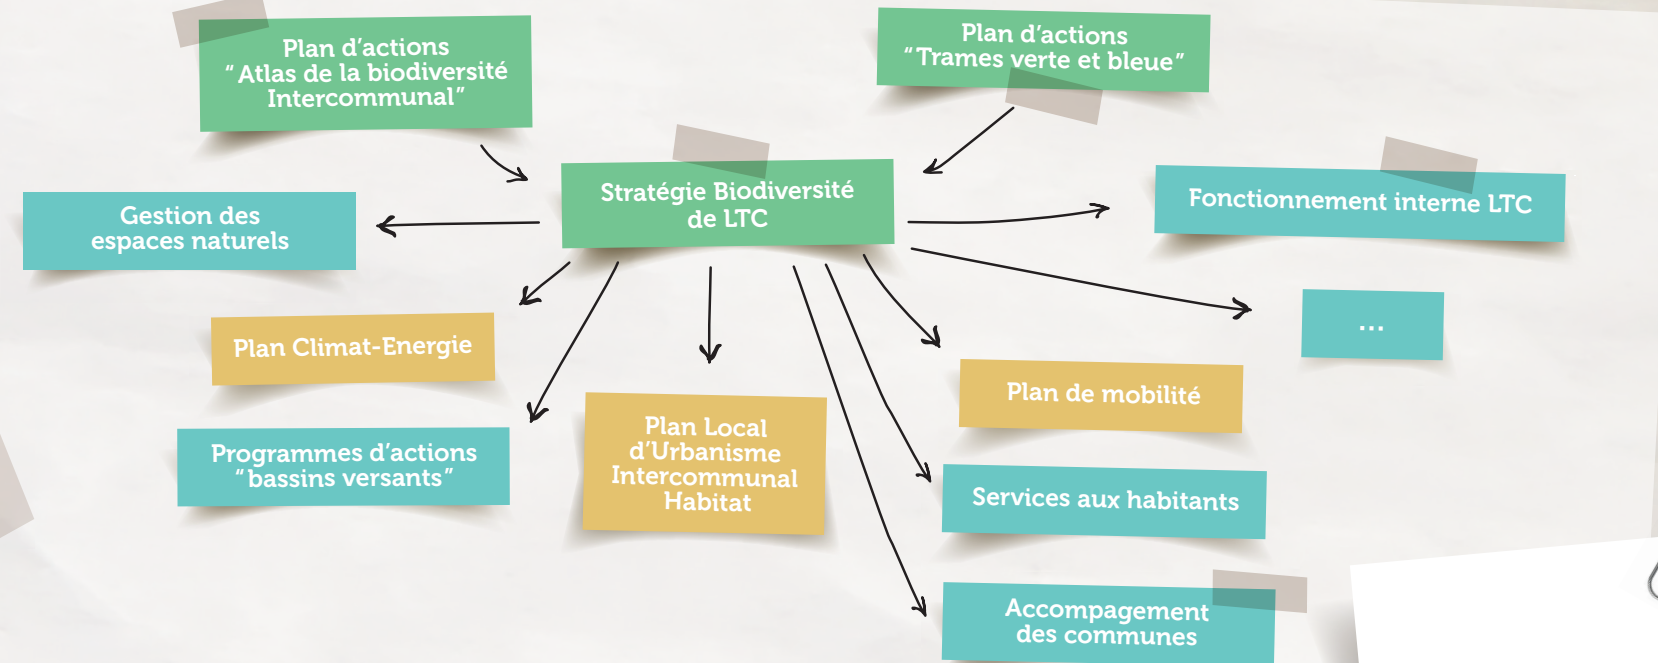 Plan d'actions
“Atlas de la biodiversité
Intercommunal”
Plan d'actions
“Trames verte et bleue”
Stratégie Biodiversité
de LTC
Fonctionnement interne LTC
Gestion des
espaces naturels
...
Plan Climat-Energie
Plan de mobilité
Programmes d'actions
“bassins versants”
Plan Local
d'Urbanisme
Intercommunal
Habitat
Services aux habitants
Accompagement
des communes